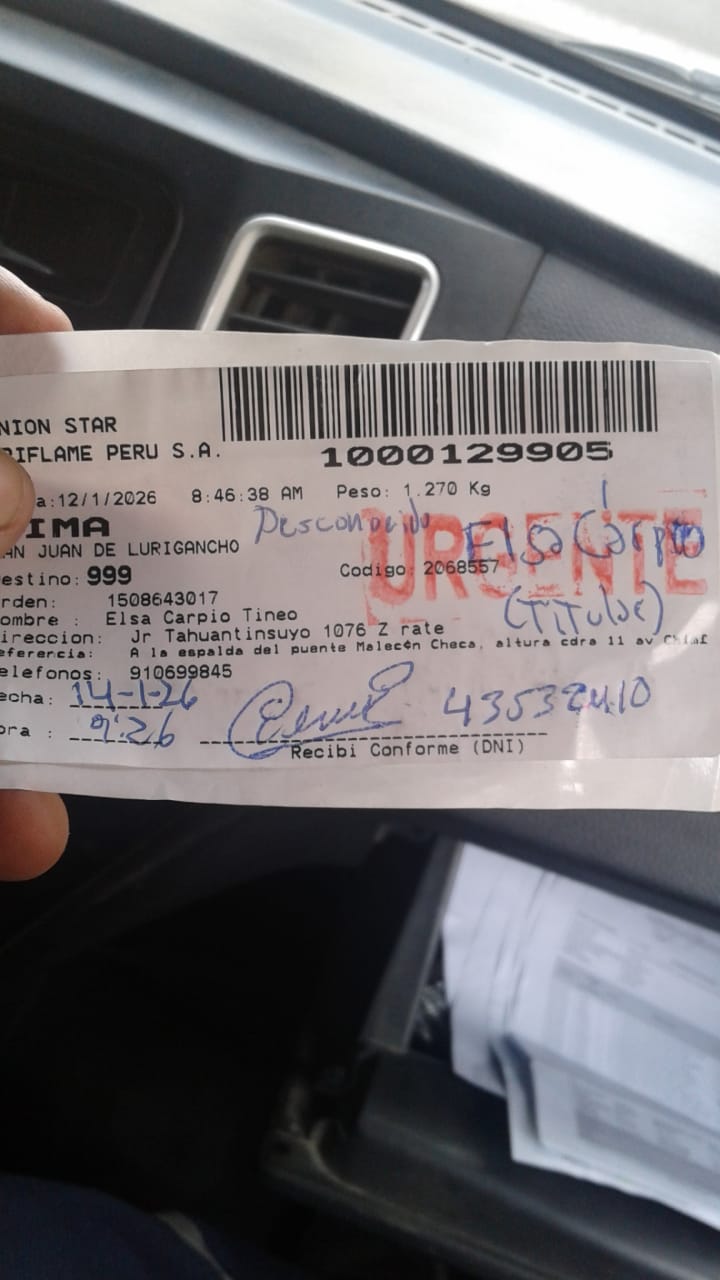 NION STAR
RIFLAME PERU S.A.
1000129905
a:12/1/2026 8:46:38 AM Peso: 1.270 Kg
IMA
Desconocido
URGENTE
Elsa Carpio
AN JUAN DE LURIGANCHO
estino: 999
Codigo: 2068557
rden: 1508643017
(Titular)
ombre : Elsa Carpio Tineo
ireccion: Jr Tahuantinsuyo 1076 Z rate
eferencia: A la espalda del puente Malecón Checa, altura cdra 11 av
elefonos: 910699845
echa: 14-1-26
ora : 9:26
Recibi Conforme (DNI)